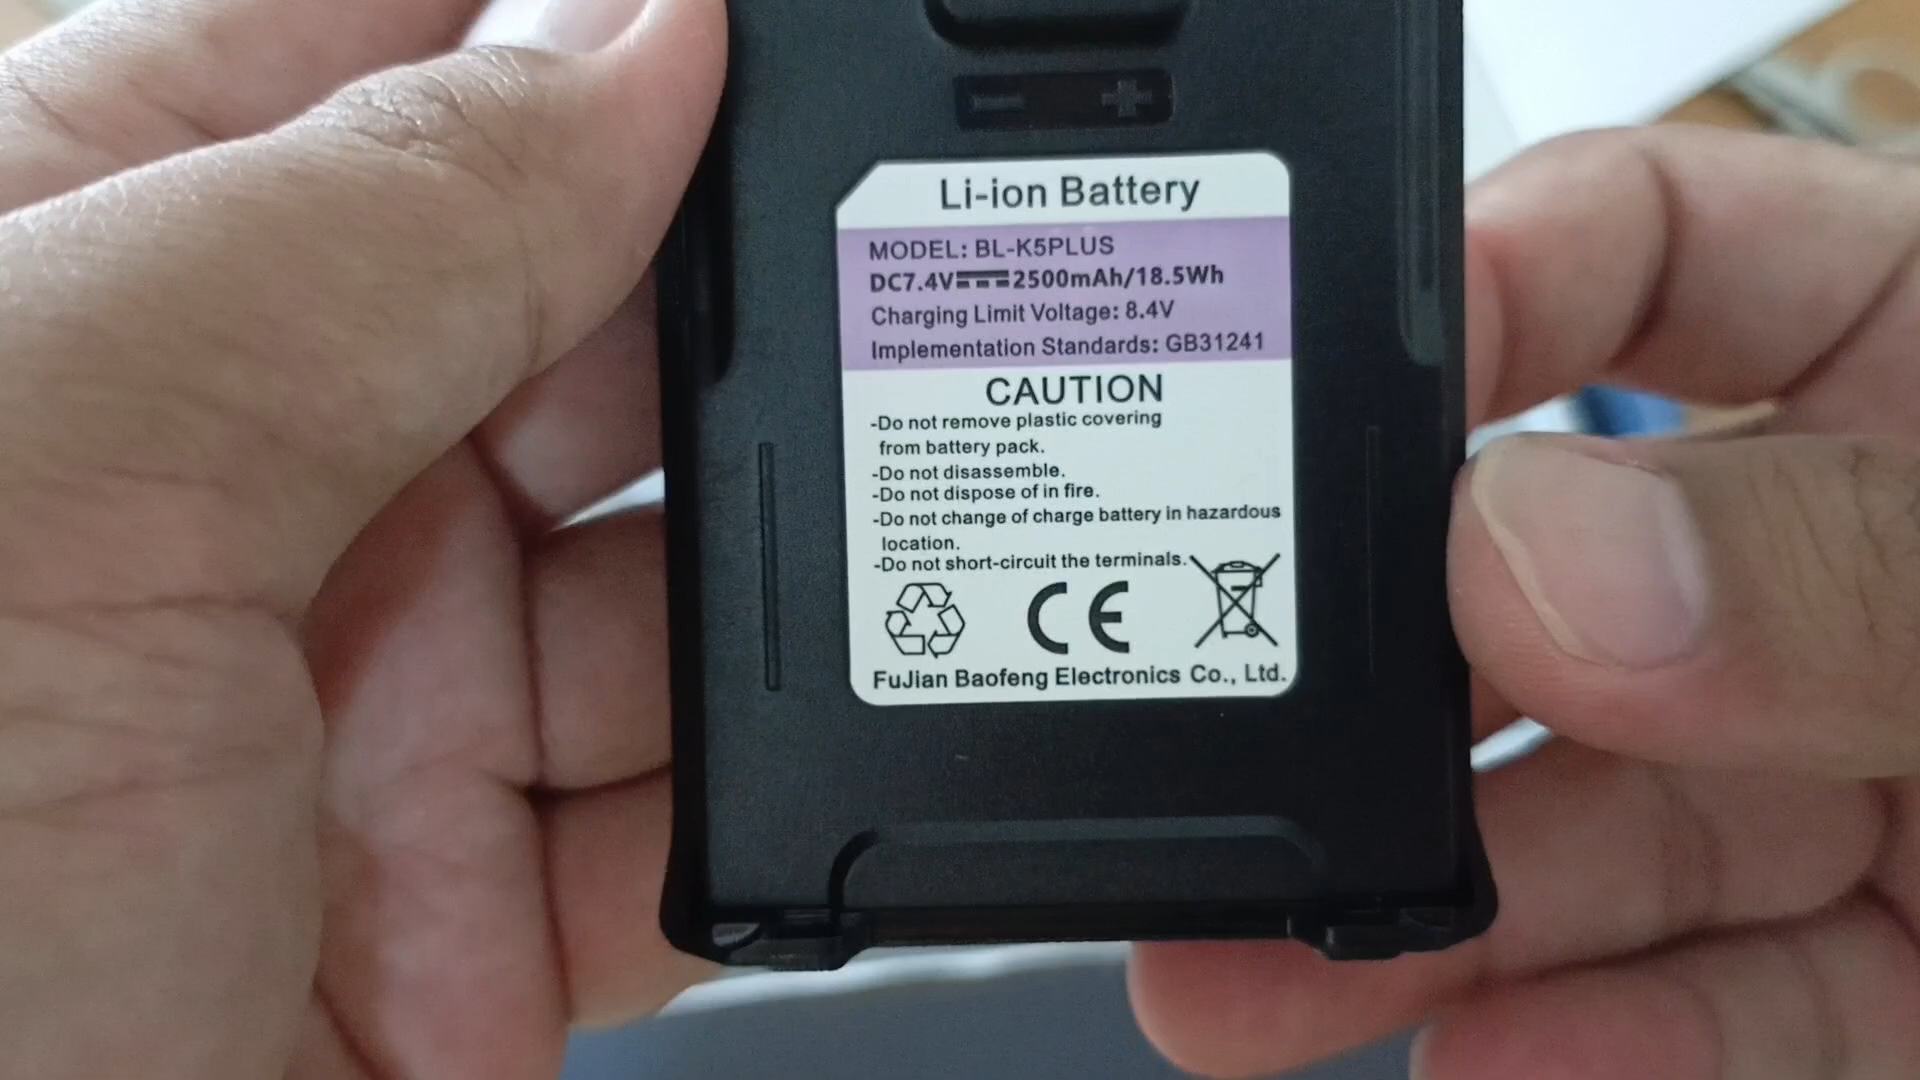 Li-ion Battery
MODEL: BL-K5PLUS
DC7.4V⎓2500mAh/18.5Wh
Charging Limit Voltage: 8.4V
Implementation Standards: GB31241
CAUTION
-Do not remove plastic covering
from battery pack.
-Do not disassemble.
-Do not dispose of in fire.
-Do not change of charge battery in hazardous
location.
-Do not short-circuit the terminals.
CE
FuJian Baofeng Electronics Co., Ltd.